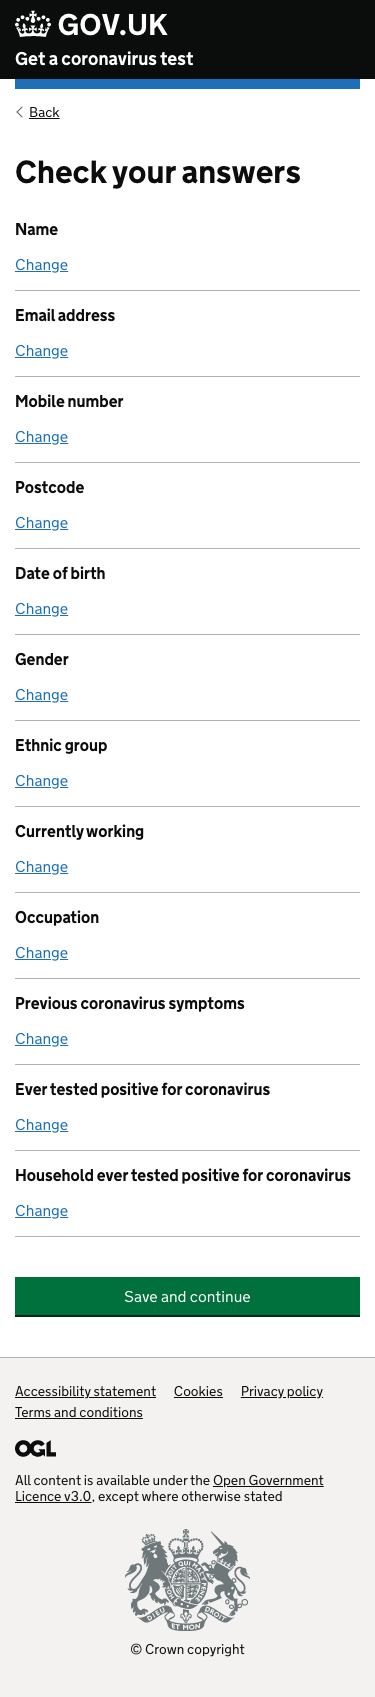 GOV.UK
Get a coronavirus test
Back
Check your answers
Name
Change
Email address
Change
Mobile number
Change
Postcode
Change
Date of birth
Change
Gender
Change
Ethnic group
Change
Currently working
Change
Occupation
Change
Previous coronavirus symptoms
Change
Ever tested positive for coronavirus
Change
Household ever tested positive for coronavirus
Change
Save and continue
Accessibility statement Cookies Privacy policy
Terms and conditions
OGL
All content is available under the Open Government
Licence v3.0, except where otherwise stated
DIEU ET MON DROIT
© Crown copyright